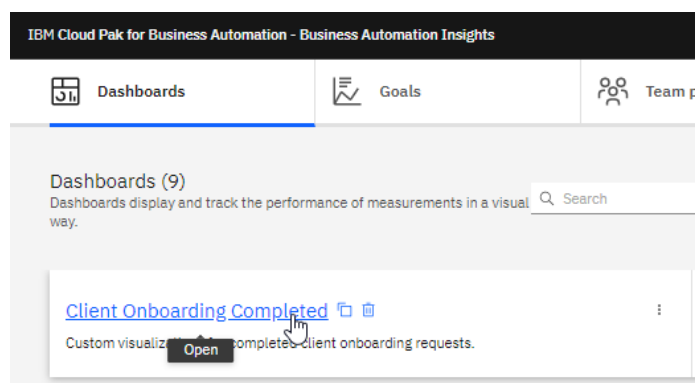 IBM Cloud Pak for Business Automation - Business Automation Insights
Dashboards
Goals
Team
Dashboards (9)
Dashboards display and track the performance of measurements in a visual
way.
Search
Client Onboarding Completed
Custom completed client onboarding requests.
Open